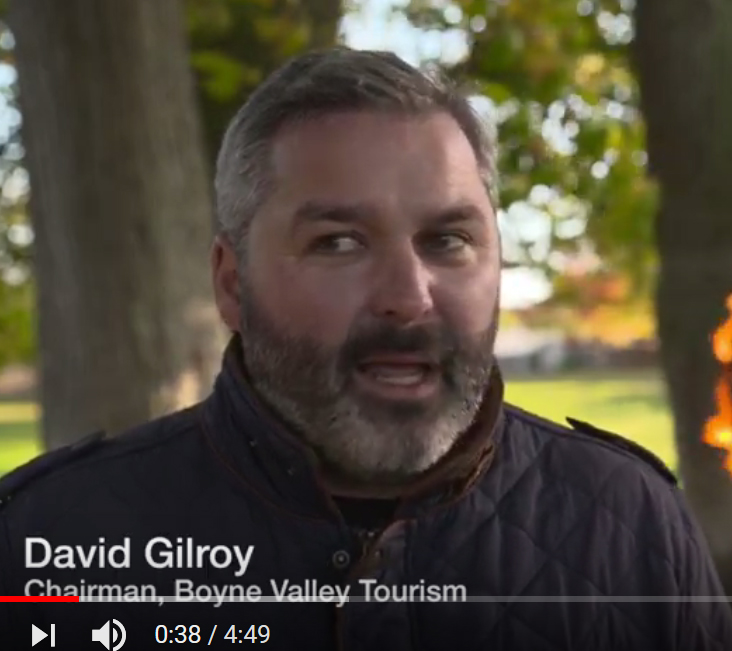 David Gilroy
Chairman, Boyne Valley Tourism
0:38 / 4:49